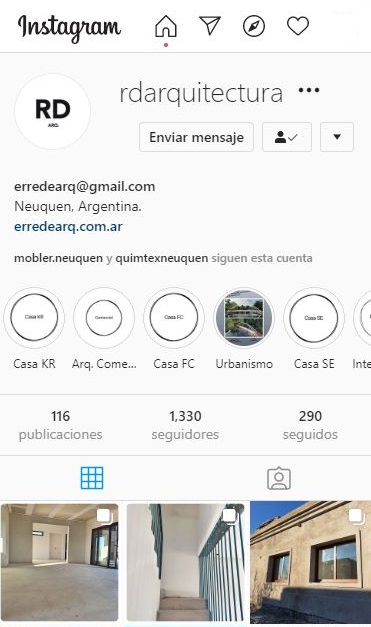 Instagram
rdarquitectura
RD
ARQ.
Enviar mensaje
erredearq@gmail.com
Neuquen, Argentina.
erredearq.com.ar
mobler.neuquen y quimtexneuquen siguen esta cuenta
Casa KR
Comercial
Casa FC
Casa SE
Casa KR Arq. Come... Casa FC Urbanismo Casa SE Inte
116 1,330 290
publicaciones seguidores seguidos